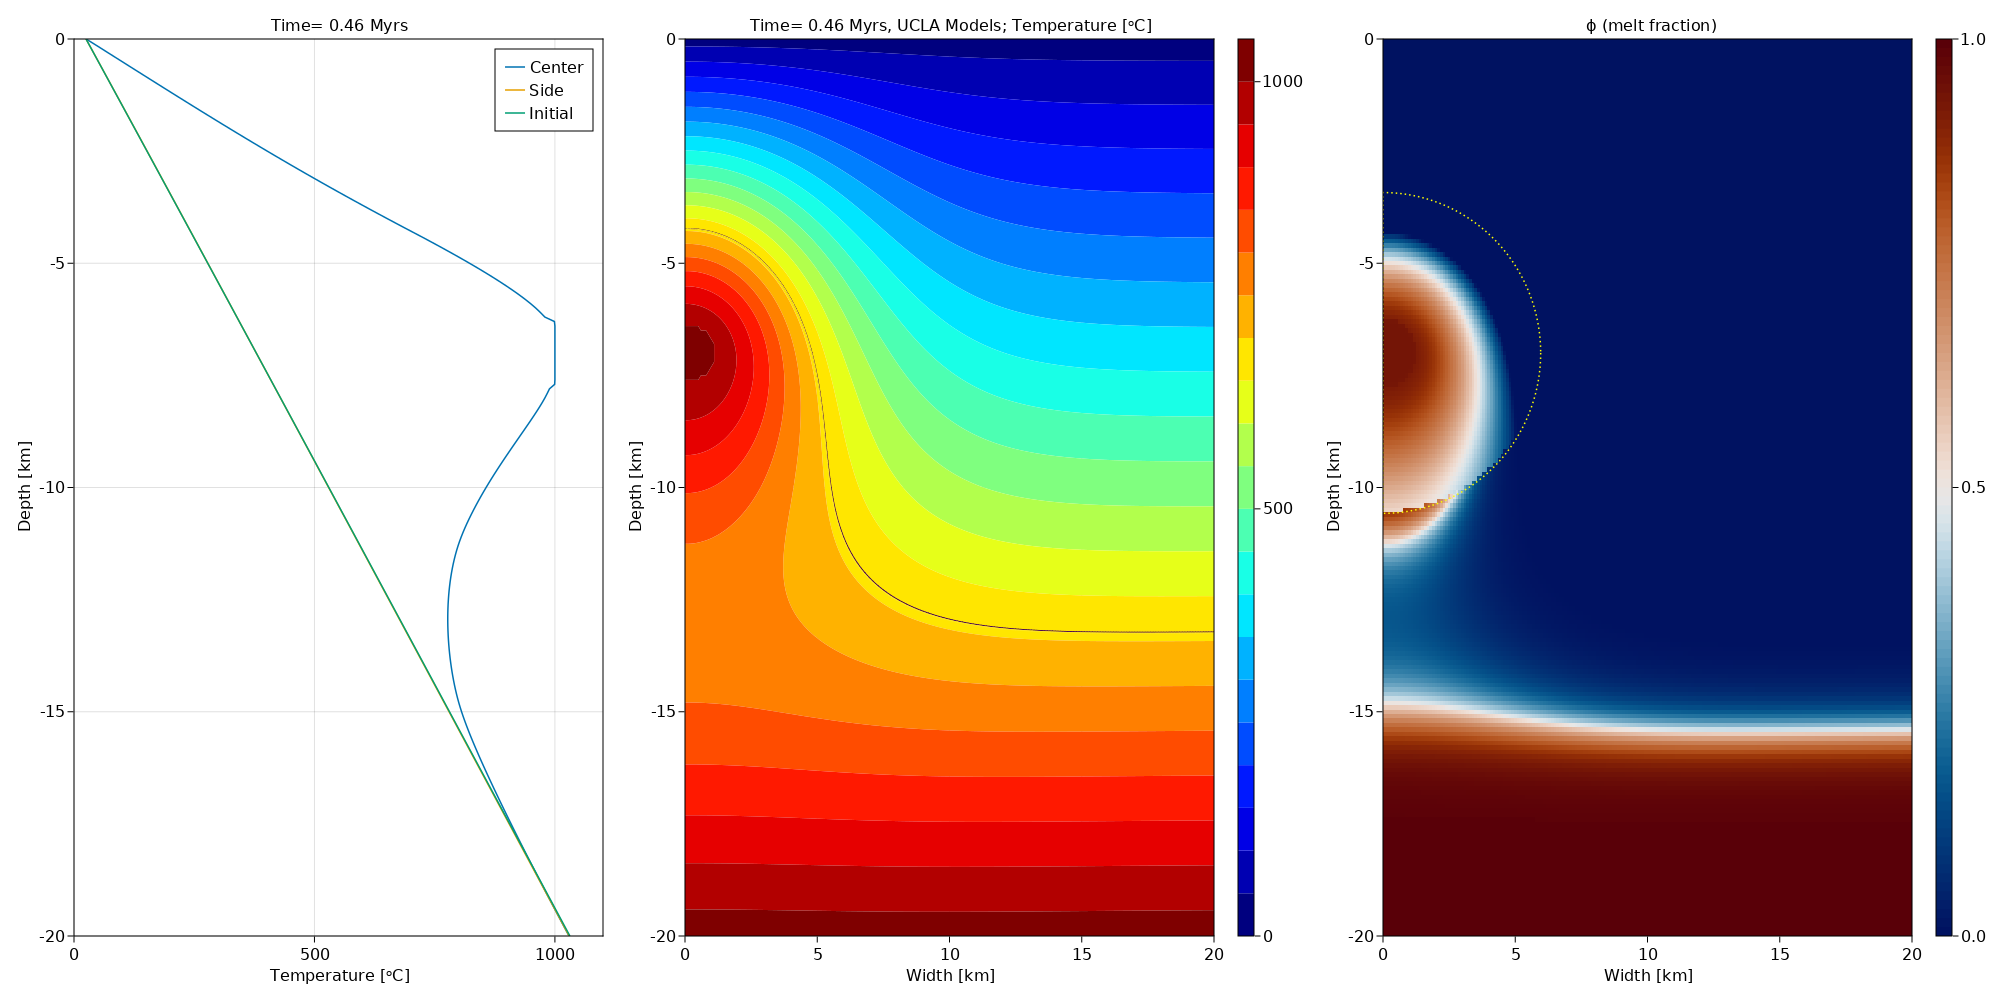 Time= 0.46 Myrs
0
-5
-10
-15
-20
Depth [km]
0
500
1000
Temperature [ᵒC]
Center
Side
Initial
Time= 0.46 Myrs, UCLA Models; Temperature [ᵒC]
0
-5
-10
-15
-20
Depth [km]
0
5
10
15
20
Width [km]
1000
500
0
ϕ (melt fraction)
0
-5
-10
-15
-20
Depth [km]
0
5
10
15
20
Width [km]
1.0
0.5
0.0